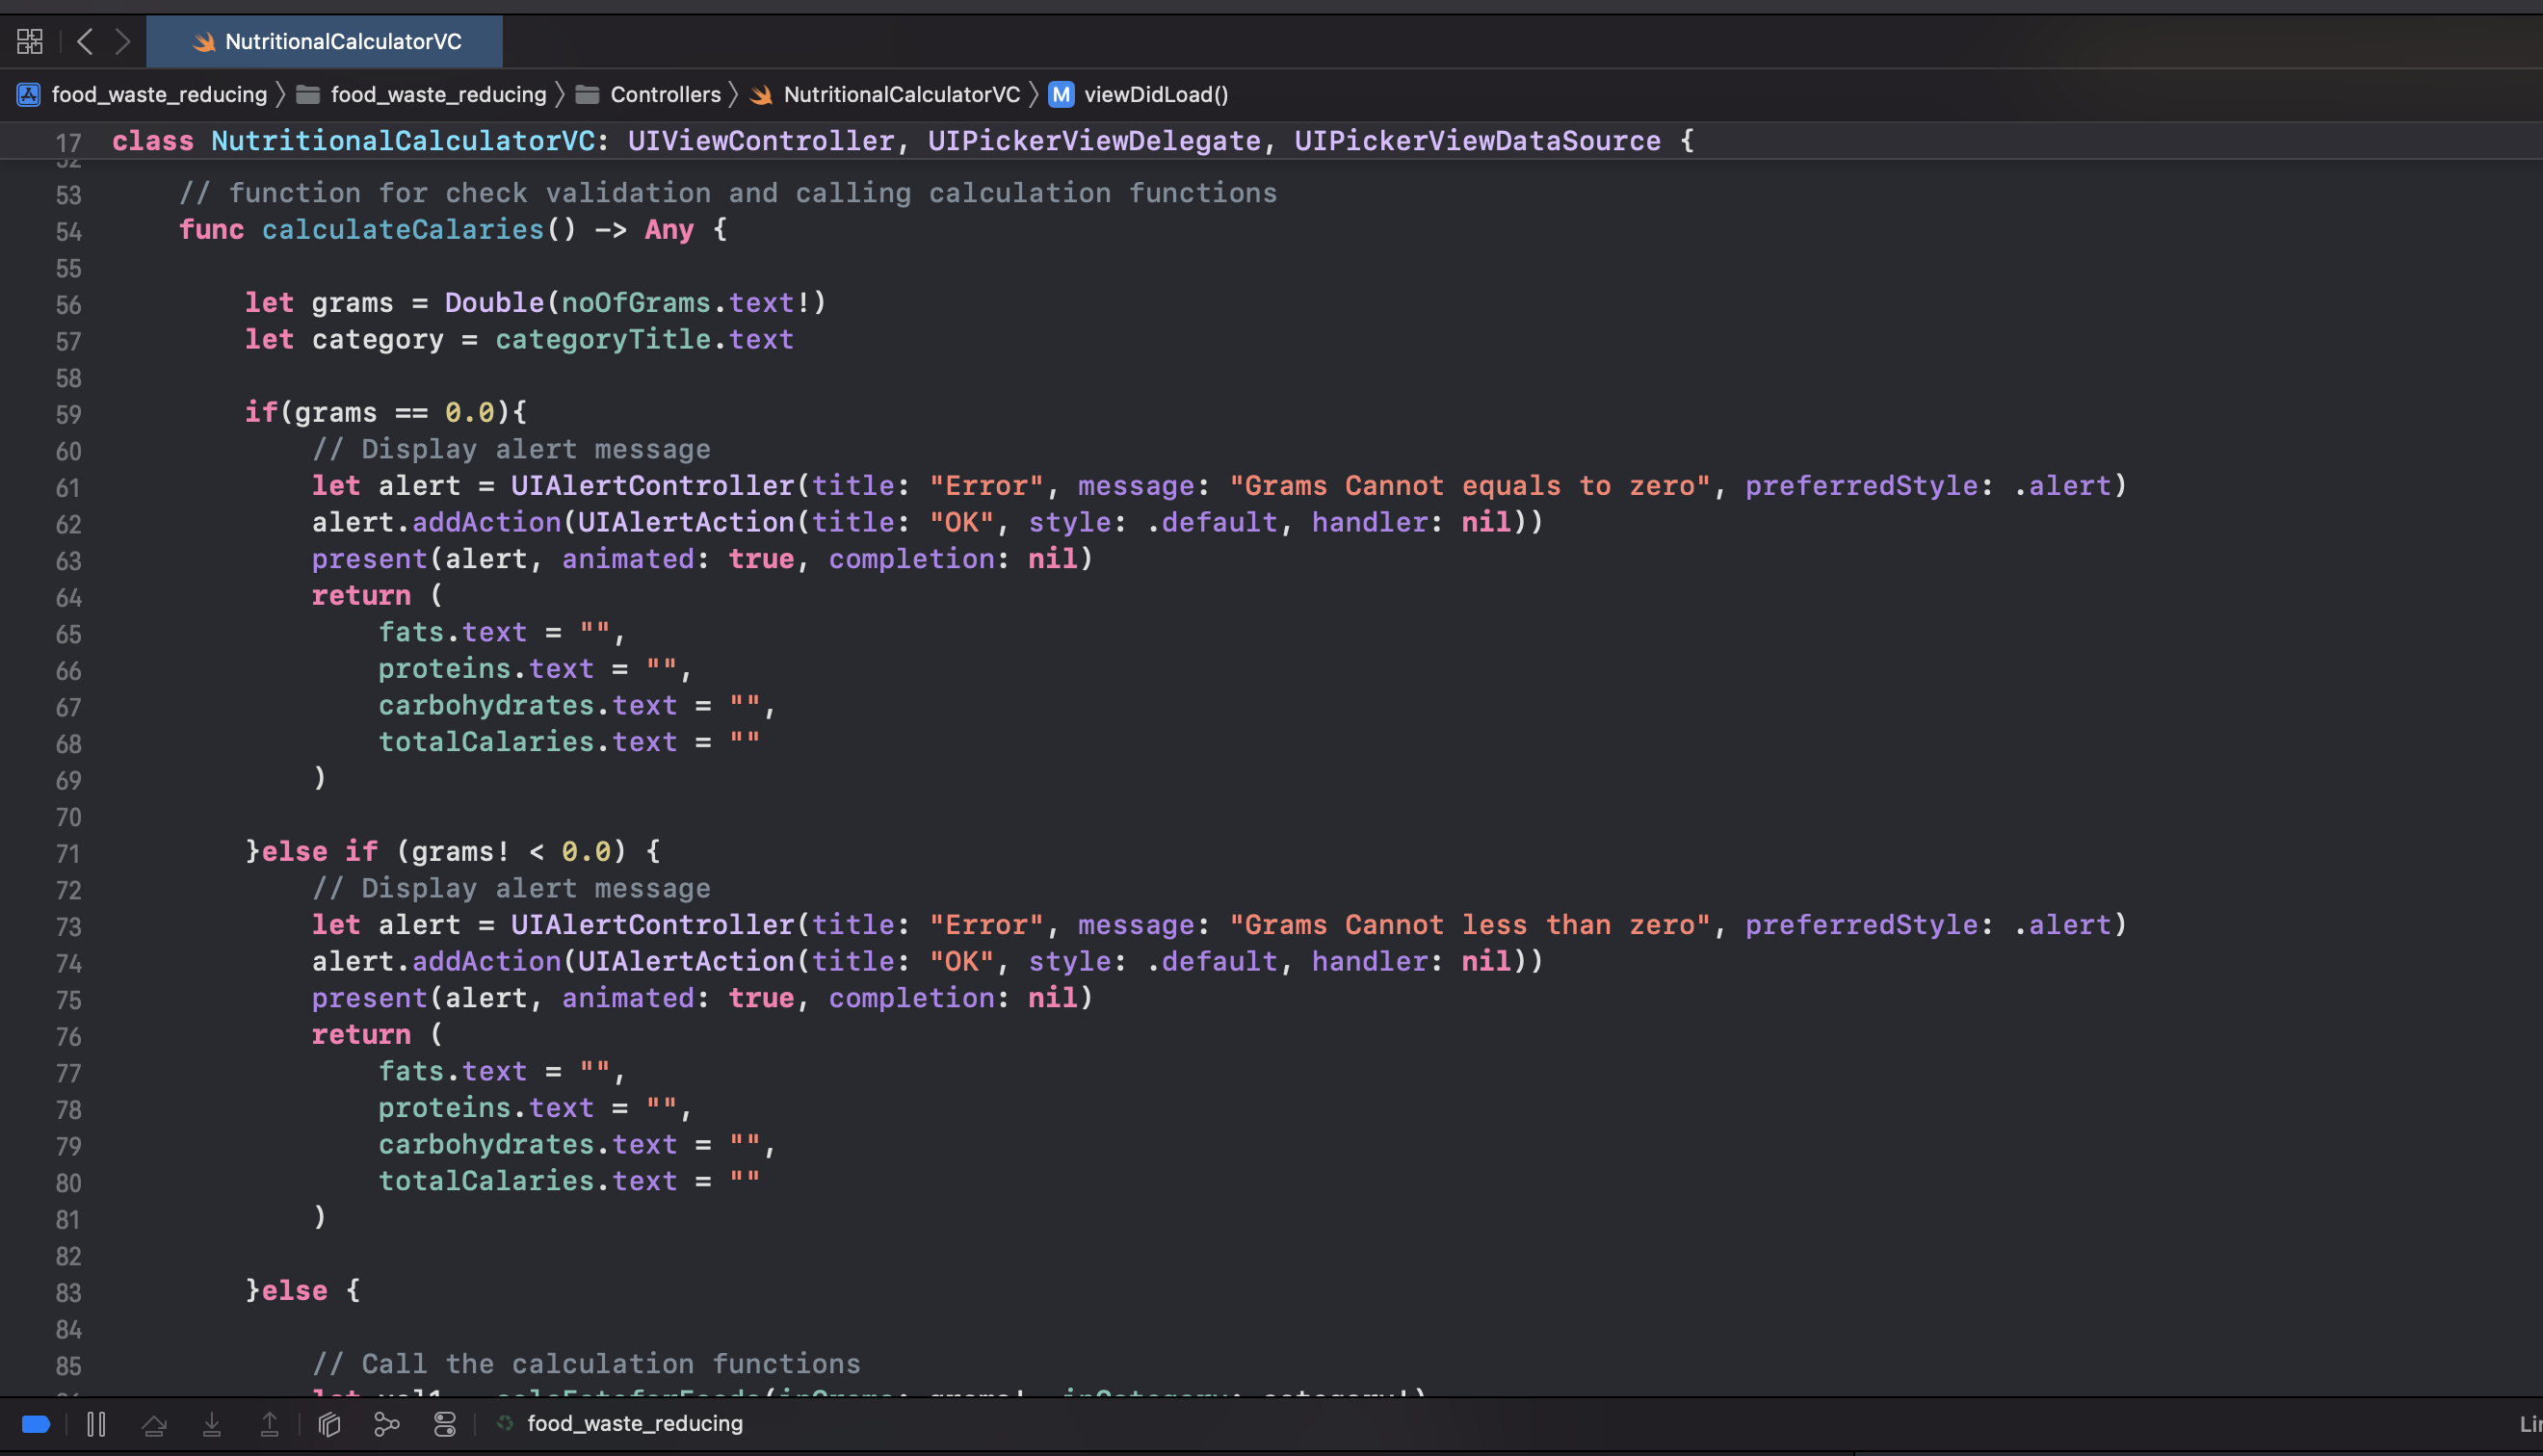 NutritionalCalculatorVC
food_waste_reducing 〉 food_waste_reducing 〉 Controllers 〉 NutritionalCalculatorVC 〉 M viewDidLoad()
17 class NutritionalCalculatorVC: UIViewController, UIPickerViewDelegate, UIPickerViewDataSource {
52
53 // function for check validation and calling calculation functions
54 func calculateCalaries() -> Any {
55
56 let grams = Double(noOfGrams.text!)
57 let category = categoryTitle.text
58
59 if(grams == 0.0){
60 // Display alert message
61 let alert = UIAlertController(title: "Error", message: "Grams Cannot equals to zero", preferredStyle: .alert)
62 alert.addAction(UIAlertAction(title: "OK", style: .default, handler: nil))
63 present(alert, animated: true, completion: nil)
64 return (
65 fats.text = "",
66 proteins.text = "",
67 carbohydrates.text = "",
68 totalCalaries.text = ""
69 )
70
71 }else if (grams! < 0.0) {
72 // Display alert message
73 let alert = UIAlertController(title: "Error", message: "Grams Cannot less than zero", preferredStyle: .alert)
74 alert.addAction(UIAlertAction(title: "OK", style: .default, handler: nil))
75 present(alert, animated: true, completion: nil)
76 return (
77 fats.text = "",
78 proteins.text = "",
79 carbohydrates.text = "",
80 totalCalaries.text = ""
81 )
82
83 }else {
84
85 // Call the calculation functions
food_waste_reducing